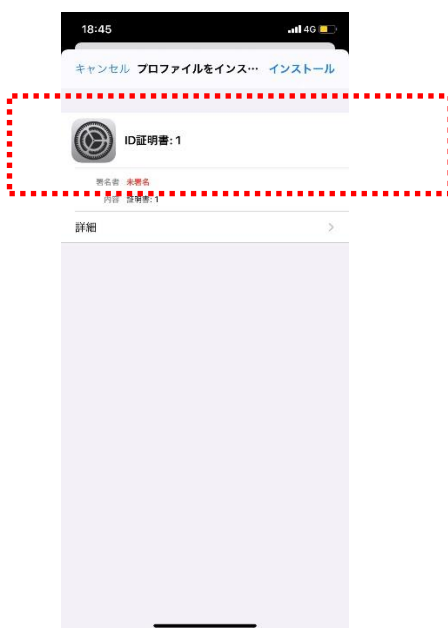 18:45 4G
キャンセル プロファイルをインス… インストール
ID証明書: 1
署名者 未署名
内容 証明書: 1
詳細